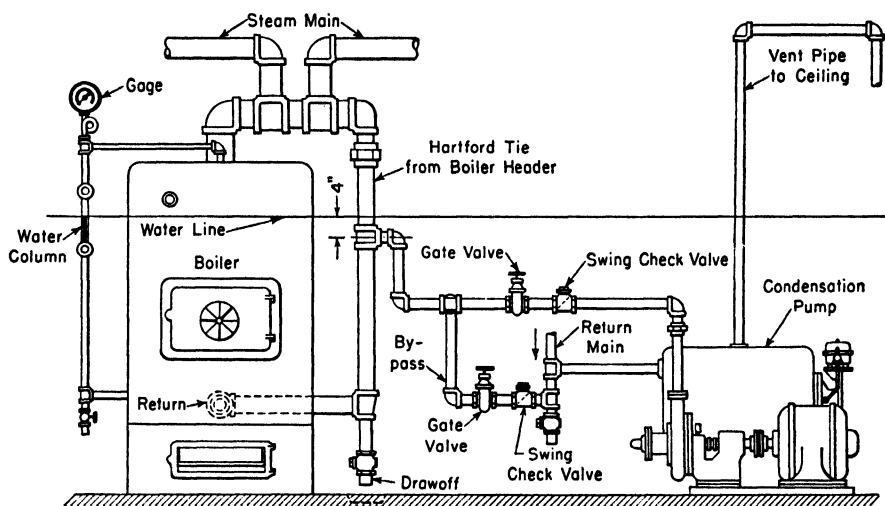 Steam Main
Gage
Vent Pipe
to Ceiling
Hartford Tie
from Boiler Header
4"
Water Line
Water
Column
Boiler
Gate Valve
Swing Check Valve
Condensation
Pump
By-
pass
Return
Main
Return
Gate
Valve
Swing
Check Valve
Drawoff